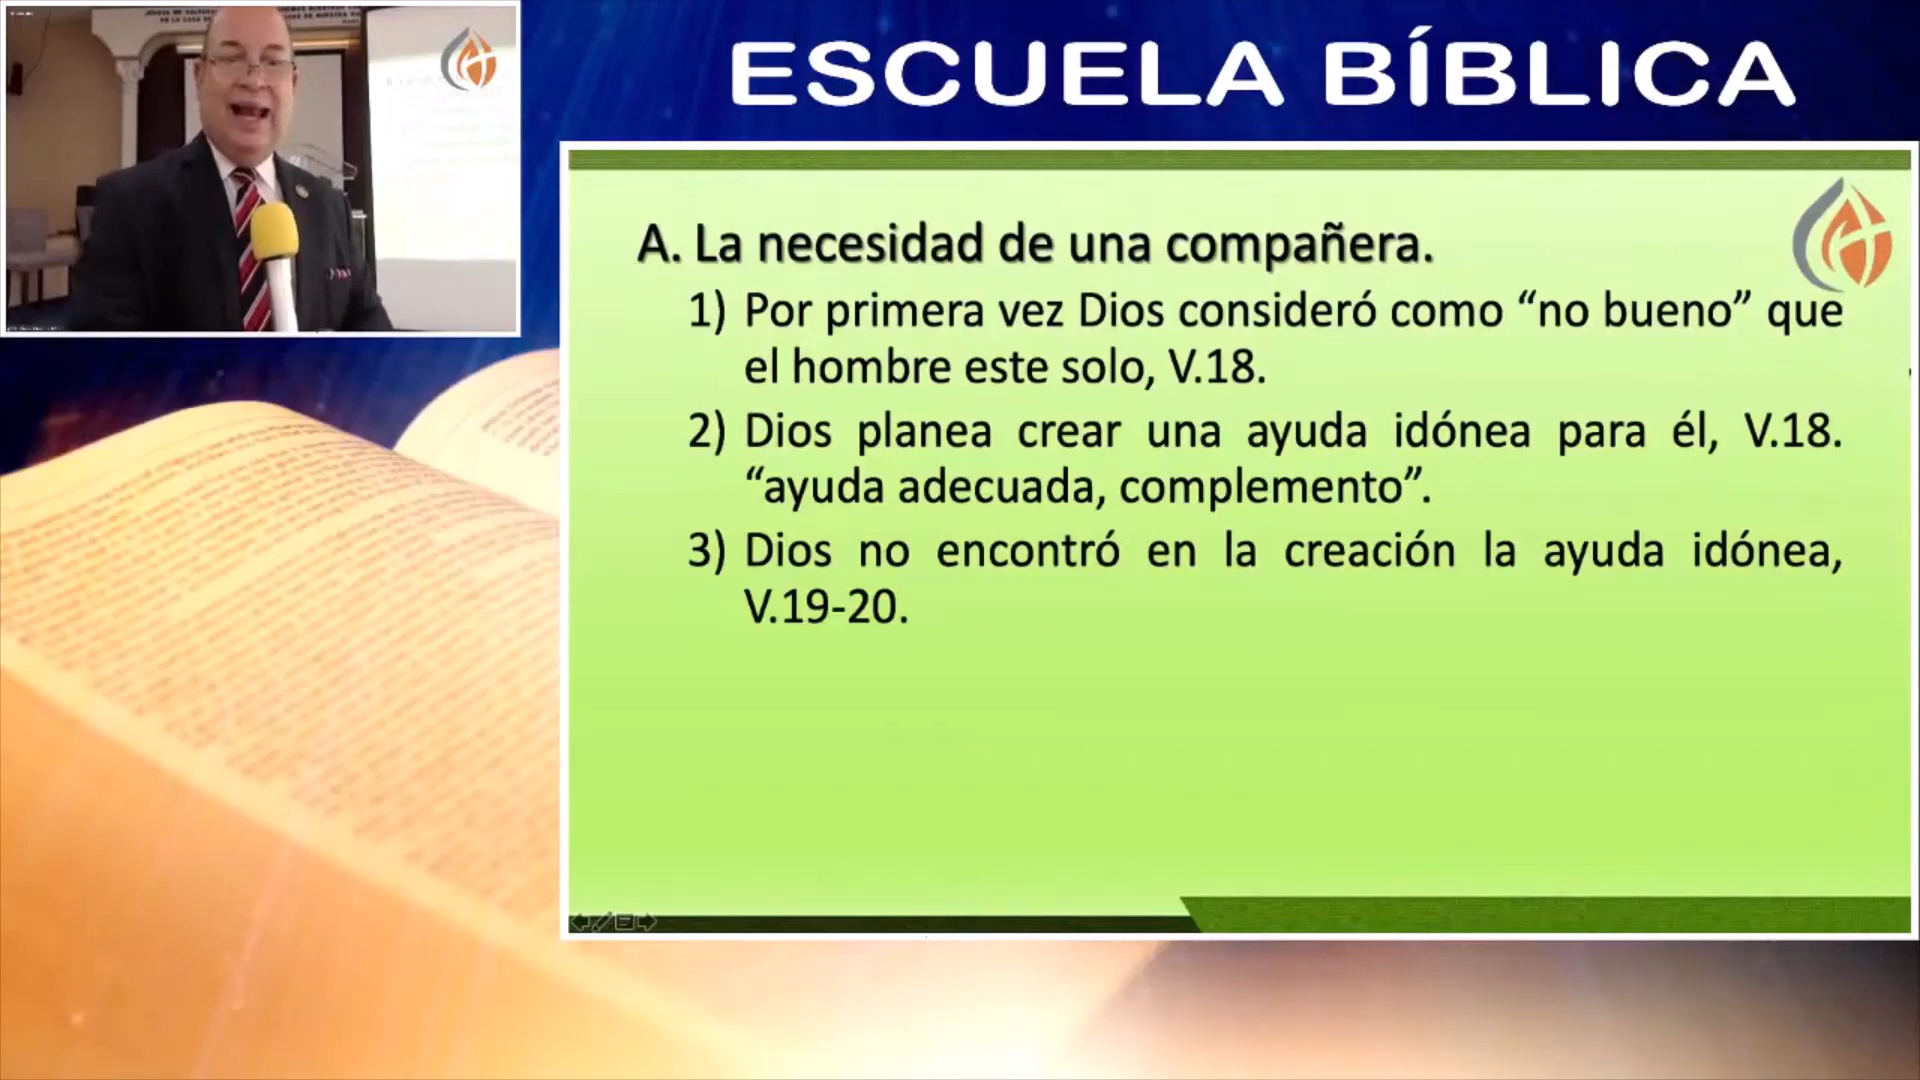 ESCUELA BÍBLICA
A. La necesidad de una compañera.
1) Por primera vez Dios consideró como “no bueno” que
el hombre este solo, V.18.
2) Dios planea crear una ayuda idónea para él, V.18.
“ayuda adecuada, complemento”.
3) Dios no encontró en la creación la ayuda idónea,
V.19-20.